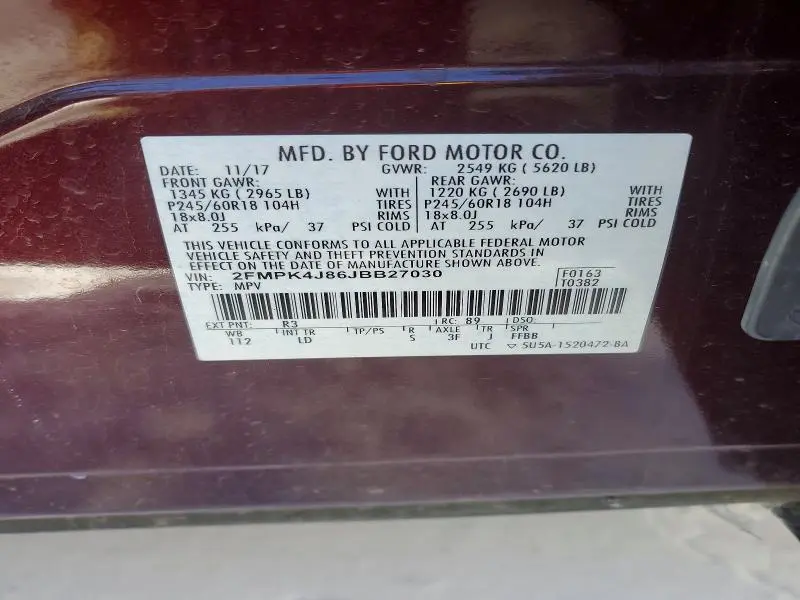 MFD. BY FORD MOTOR CO.
DATE: 11/17 GVWR: 2549 KG ( 5620 LB)
FRONT GAWR: REAR GAWR:
1345 KG ( 2965 LB) WITH 1220 KG ( 2690 LB) WITH
P245/60R18 104H TIRES P245/60R18 104H TIRES
18x8.0J RIMS 18x8.0J RIMS
AT 255 kPa/ 37 PSI COLD AT 255 kPa/ 37 PSI COLD
THIS VEHICLE CONFORMS TO ALL APPLICABLE FEDERAL MOTOR
VEHICLE SAFETY AND THEFT PREVENTION STANDARDS IN
EFFECT ON THE DATE OF MANUFACTURE SHOWN ABOVE.
VIN: 2FMPK4J86JBB27030 F0163
TYPE: MPV T0382
EXT PNT: R3 RC: 89 DSO:
WB INT TR TP/PS R AXLE TR SPR
112 LD S 3F J FFBB
UTC ▽ 5U5A-1520472-BA